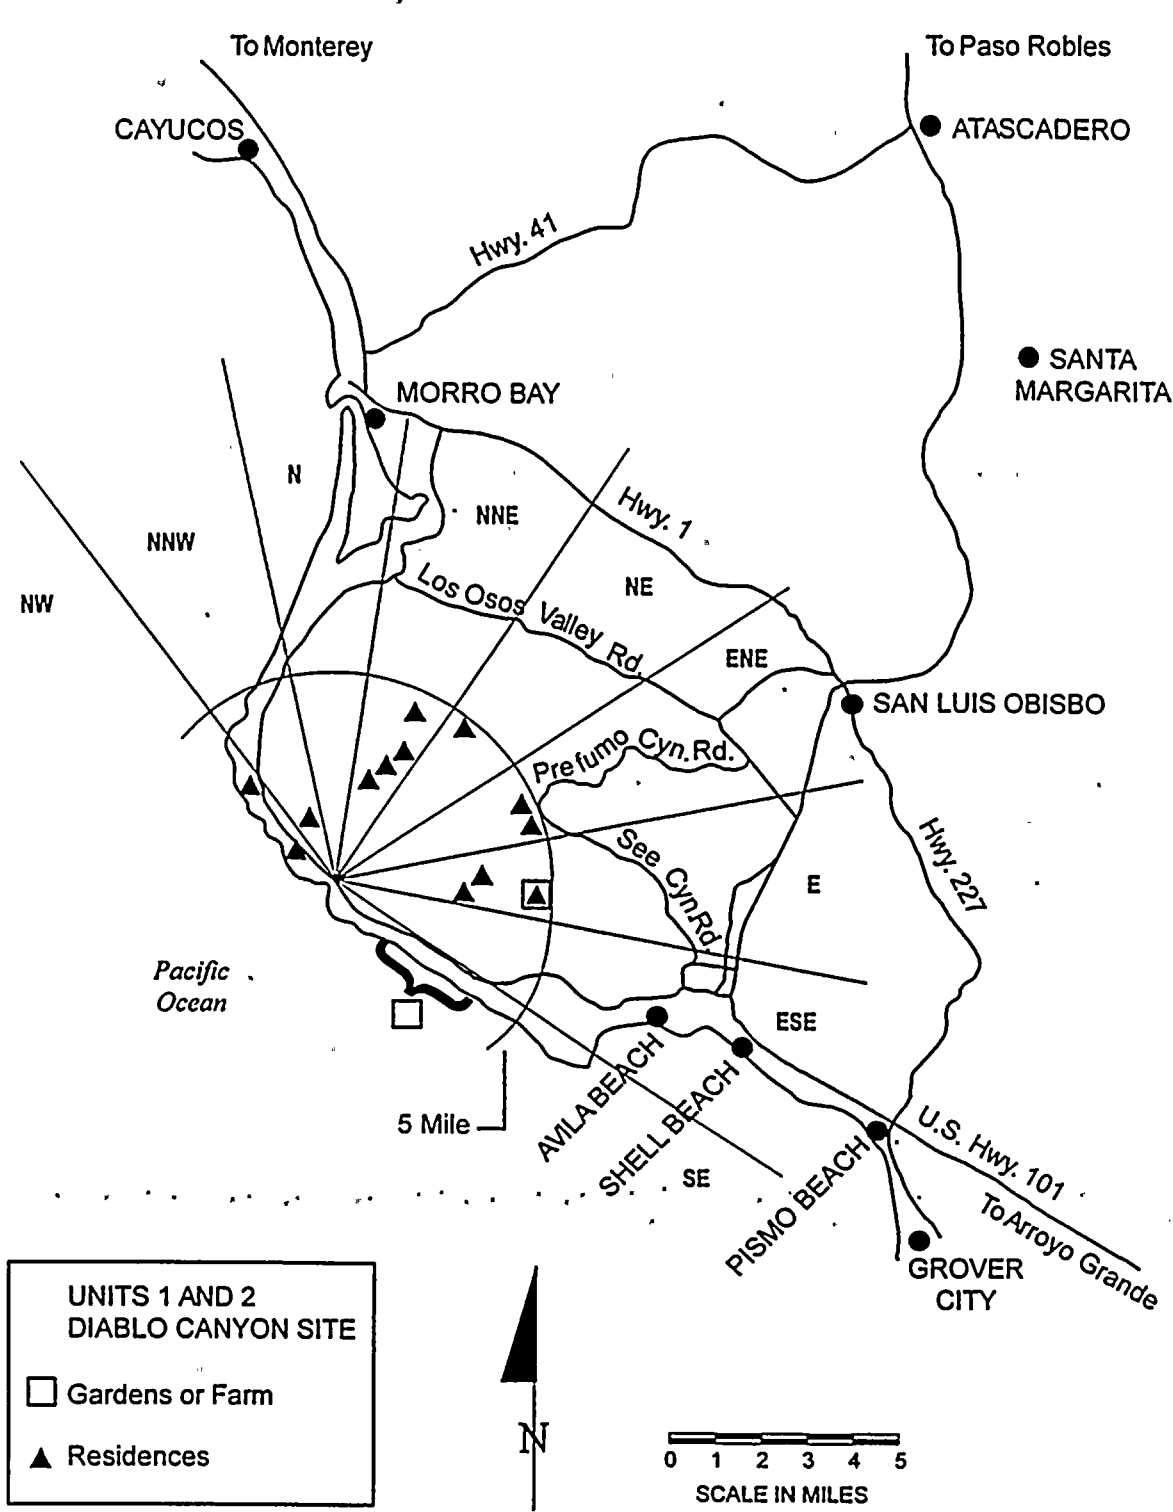 To Monterey
To Paso Robles
CAYUCOS
ATASCADERO
Hwy. 41
SANTA
MARGARITA
MORRO BAY
N
NNE
Hwy. 1
NNW
NE
NW
Los Osos Valley Rd.
ENE
SAN LUIS OBISBO
Prefumo Cyn. Rd.
See Cyn. Rd.
Hwy. 227
E
Pacific
Ocean
ESE
5 Mile
AVILA BEACH
SHELL BEACH
SE
PISMO BEACH
U.S. Hwy. 101
To Arroyo Grande
GROVER
CITY
UNITS 1 AND 2
DIABLO CANYON SITE
Gardens or Farm
Residences
N
0 1 2 3 4 5
SCALE IN MILES